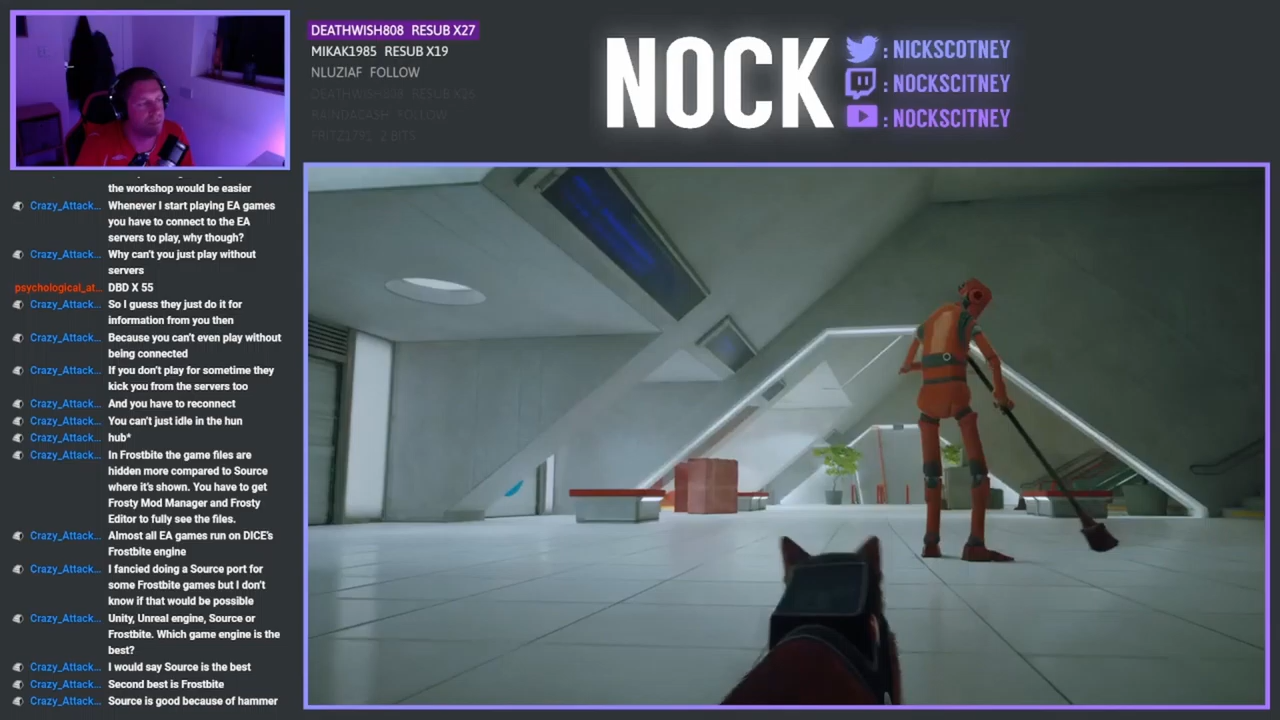 DEATHWISH808 RESUB X27
MIKAK1985 RESUB X19
NLUZIAF FOLLOW
DEATHWISH808 RESUB X25
RAINDACASH FOLLOW
FRITZ1791 2 BITS
NOCK
: NICKSCOTNEY
: NOCKSCITNEY
: NOCKSCITNEY
the workshop would be easier
Crazy_Attack... Whenever I start playing EA games
you have to connect to the EA
servers to play, why though?
Crazy_Attack... Why can't you just play without
servers
psychological_at... DBD X 55
Crazy_Attack... So I guess they just do it for
information from you then
Crazy_Attack... Because you can't even play without
being connected
Crazy_Attack... If you don't play for sometime they
kick you from the servers too
Crazy_Attack... And you have to reconnect
Crazy_Attack... You can't just idle in the hun
Crazy_Attack... hub*
Crazy_Attack... In Frostbite the game files are
hidden more compared to Source
where it's shown. You have to get
Frosty Mod Manager and Frosty
Editor to fully see the files.
Crazy_Attack... Almost all EA games run on DICE's
Frostbite engine
Crazy_Attack... I fancied doing a Source port for
some Frostbite games but I don't
know if that would be possible
Crazy_Attack... Unity, Unreal engine, Source or
Frostbite. Which game engine is the
best?
Crazy_Attack... I would say Source is the best
Crazy_Attack... Second best is Frostbite
Crazy_Attack... Source is good because of hammer